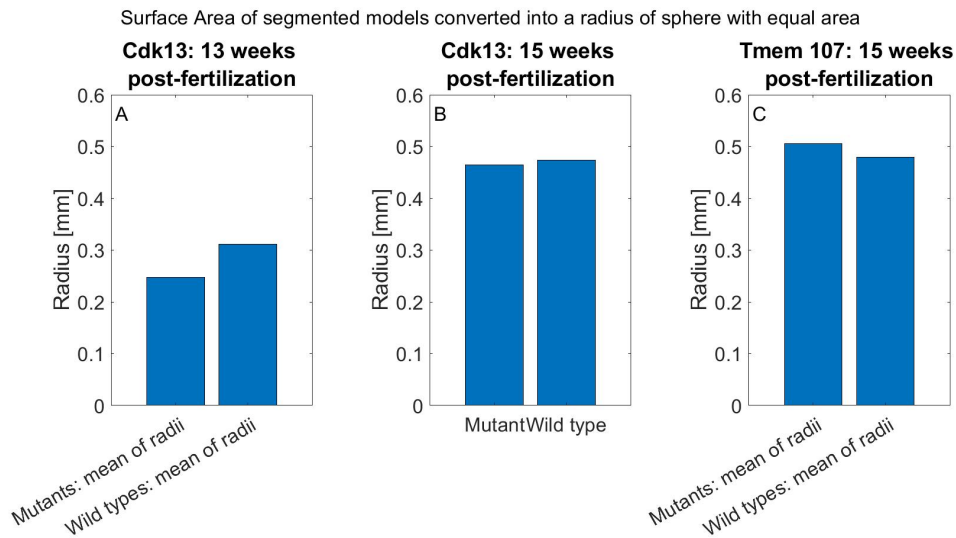 Surface Area of segmented models converted into a radius of sphere with equal area
Cdk13: 13 weeks
post-fertilization
A
Radius [mm]
0.6
0.5
0.4
0.3
0.2
0.1
0
Mutants: mean of radii
Wild types: mean of radii
Cdk13: 15 weeks
post-fertilization
B
Radius [mm]
0.6
0.5
0.4
0.3
0.2
0.1
0
Mutant Wild type
Tmem 107: 15 weeks
post-fertilization
C
Radius [mm]
0.6
0.5
0.4
0.3
0.2
0.1
0
Mutants: mean of radii
Wild types: mean of radii